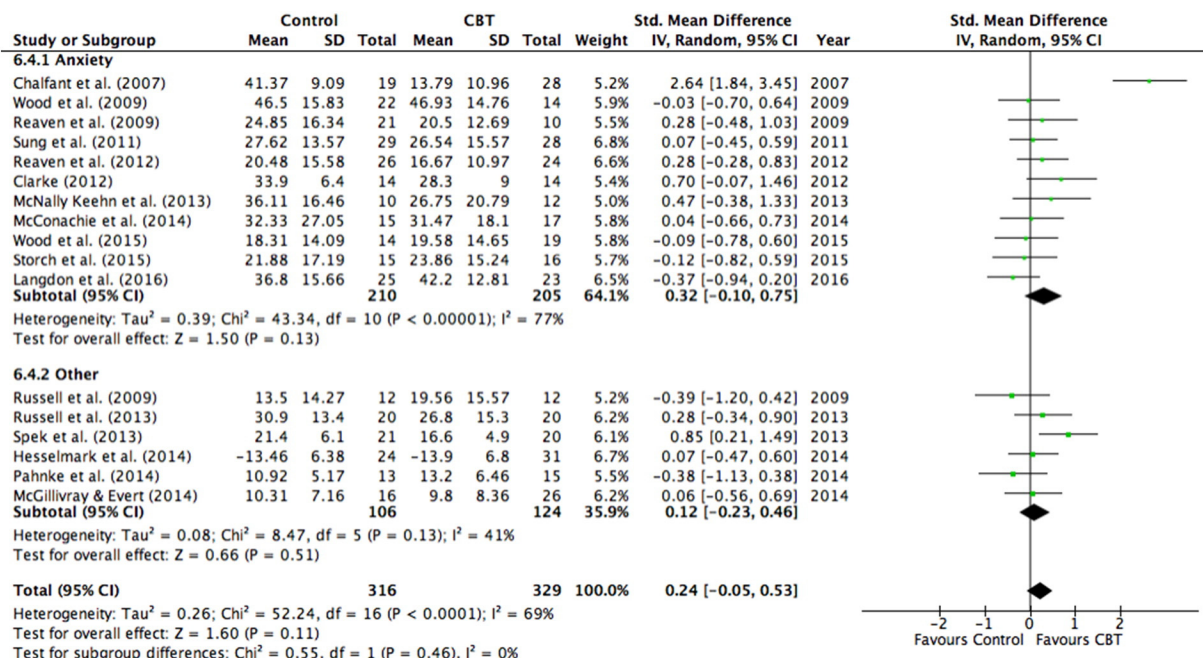 Control CBT Std. Mean Difference Std. Mean Difference
Study or Subgroup Mean SD Total Mean SD Total Weight IV, Random, 95% CI Year IV, Random, 95% CI
6.4.1 Anxiety
Chalfant et al. (2007) 41.37 9.09 19 13.79 10.96 28 5.2% 2.64 [1.84, 3.45] 2007
Wood et al. (2009) 46.5 15.83 22 46.93 14.76 14 5.9% -0.03 [-0.70, 0.64] 2009
Reaven et al. (2009) 24.85 16.34 21 20.5 12.69 10 5.5% 0.28 [-0.48, 1.03] 2009
Sung et al. (2011) 27.62 13.57 29 26.54 15.57 28 6.8% 0.07 [-0.45, 0.59] 2011
Reaven et al. (2012) 20.48 15.58 26 16.67 10.97 24 6.6% 0.28 [-0.28, 0.83] 2012
Clarke (2012) 33.9 6.4 14 28.3 9 14 5.4% 0.70 [-0.07, 1.46] 2012
McNally Keehn et al. (2013) 36.11 16.46 10 26.75 20.79 12 5.0% 0.47 [-0.38, 1.33] 2013
McConachie et al. (2014) 32.33 27.05 15 31.47 18.1 17 5.8% 0.04 [-0.66, 0.73] 2014
Wood et al. (2015) 18.31 14.09 14 19.58 14.65 19 5.8% -0.09 [-0.78, 0.60] 2015
Storch et al. (2015) 21.88 17.19 15 23.86 15.24 16 5.7% -0.12 [-0.82, 0.59] 2015
Langdon et al. (2016) 36.8 15.66 25 42.2 12.81 23 6.5% -0.37 [-0.94, 0.20] 2016
Subtotal (95% CI) 210 205 64.1% 0.32 [-0.10, 0.75]
Heterogeneity: Tau² = 0.39; Chi² = 43.34, df = 10 (P < 0.00001); I² = 77%
Test for overall effect: Z = 1.50 (P = 0.13)
6.4.2 Other
Russell et al. (2009) 13.5 14.27 12 19.56 15.57 12 5.2% -0.39 [-1.20, 0.42] 2009
Russell et al. (2013) 30.9 13.4 20 26.8 15.3 20 6.2% 0.28 [-0.34, 0.90] 2013
Spek et al. (2013) 21.4 6.1 21 16.6 4.9 20 6.1% 0.85 [0.21, 1.49] 2013
Hesselmark et al. (2014) -13.46 6.38 24 -13.9 6.8 31 6.7% 0.07 [-0.47, 0.60] 2014
Pahnke et al. (2014) 10.92 5.17 13 13.2 6.46 15 5.5% -0.38 [-1.13, 0.38] 2014
McGillivray & Evert (2014) 10.31 7.16 16 9.8 8.36 26 6.2% 0.06 [-0.56, 0.69] 2014
Subtotal (95% CI) 106 124 35.9% 0.12 [-0.23, 0.46]
Heterogeneity: Tau² = 0.08; Chi² = 8.47, df = 5 (P = 0.13); I² = 41%
Test for overall effect: Z = 0.66 (P = 0.51)
Total (95% CI) 316 329 100.0% 0.24 [-0.05, 0.53]
Heterogeneity: Tau² = 0.26; Chi² = 52.24, df = 16 (P < 0.0001); I² = 69%
Test for overall effect: Z = 1.60 (P = 0.11)
Test for subgroup differences: Chi² = 0.55, df = 1 (P = 0.46), I² = 0%
-2 -1 0 1 2
Favours Control Favours CBT